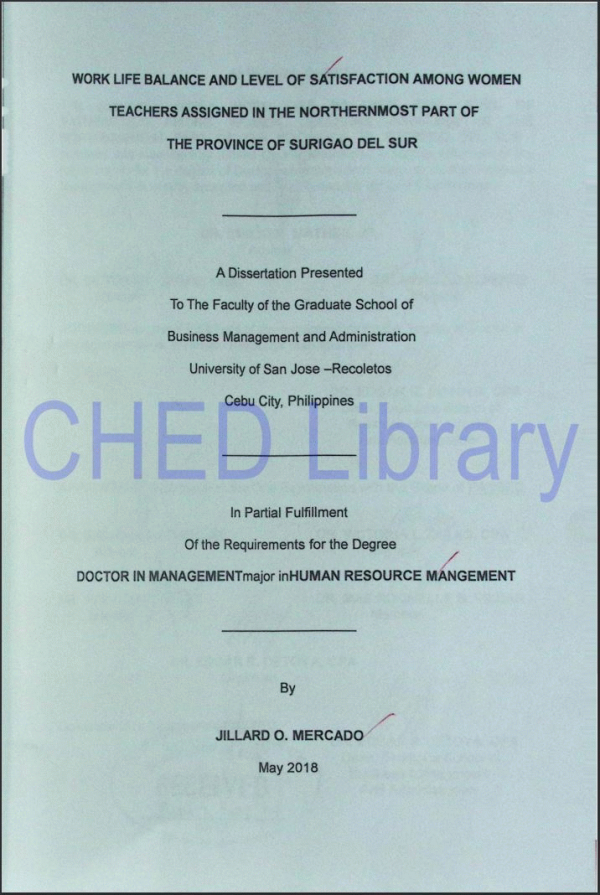 WORK LIFE BALANCE AND LEVEL OF SATISFACTION AMONG WOMEN
TEACHERS ASSIGNED IN THE NORTHERNMOST PART OF
THE PROVINCE OF SURIGAO DEL SUR
A Dissertation Presented
To The Faculty of the Graduate School of
Business Management and Administration
University of San Jose –Recoletos
Cebu City, Philippines
CHED Library
In Partial Fulfillment
Of the Requirements for the Degree
DOCTOR IN MANAGEMENTmajor inHUMAN RESOURCE MANGEMENT
By
JILLARD O. MERCADO
May 2018